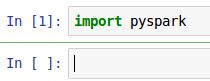 In [1]: import pyspark
In [ ]: